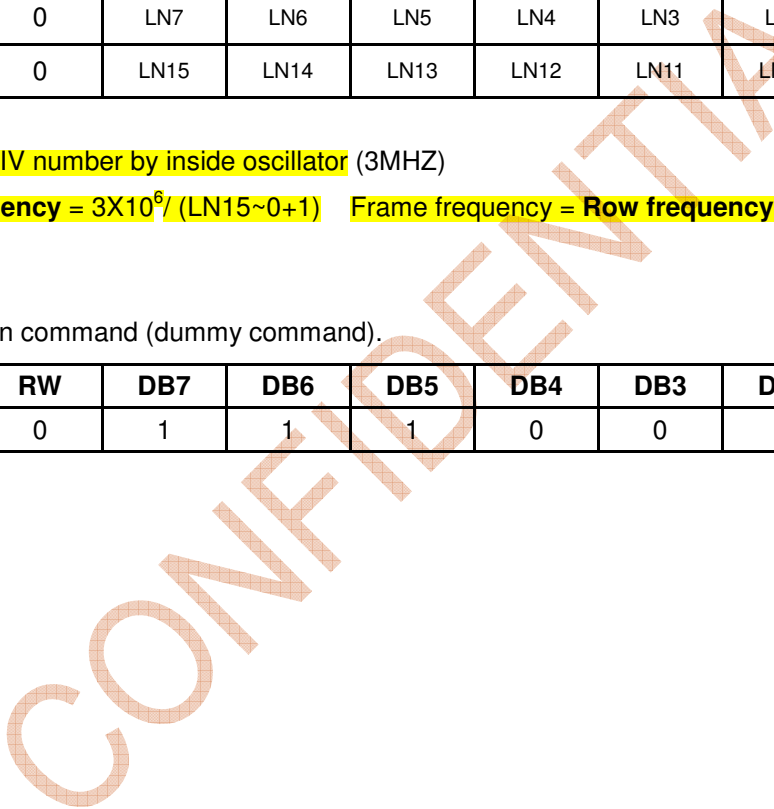 0 LN7 LN6 LN5 LN4 LN3
0 LN15 LN14 LN13 LN12 LN11
IV number by inside oscillator (3MHZ)
ency = 3X10⁶/ (LN15~0+1) Frame frequency = Row frequency
n command (dummy command).
RW DB7 DB6 DB5 DB4 DB3 D
0 1 1 1 0 0
CONFIDENTIA